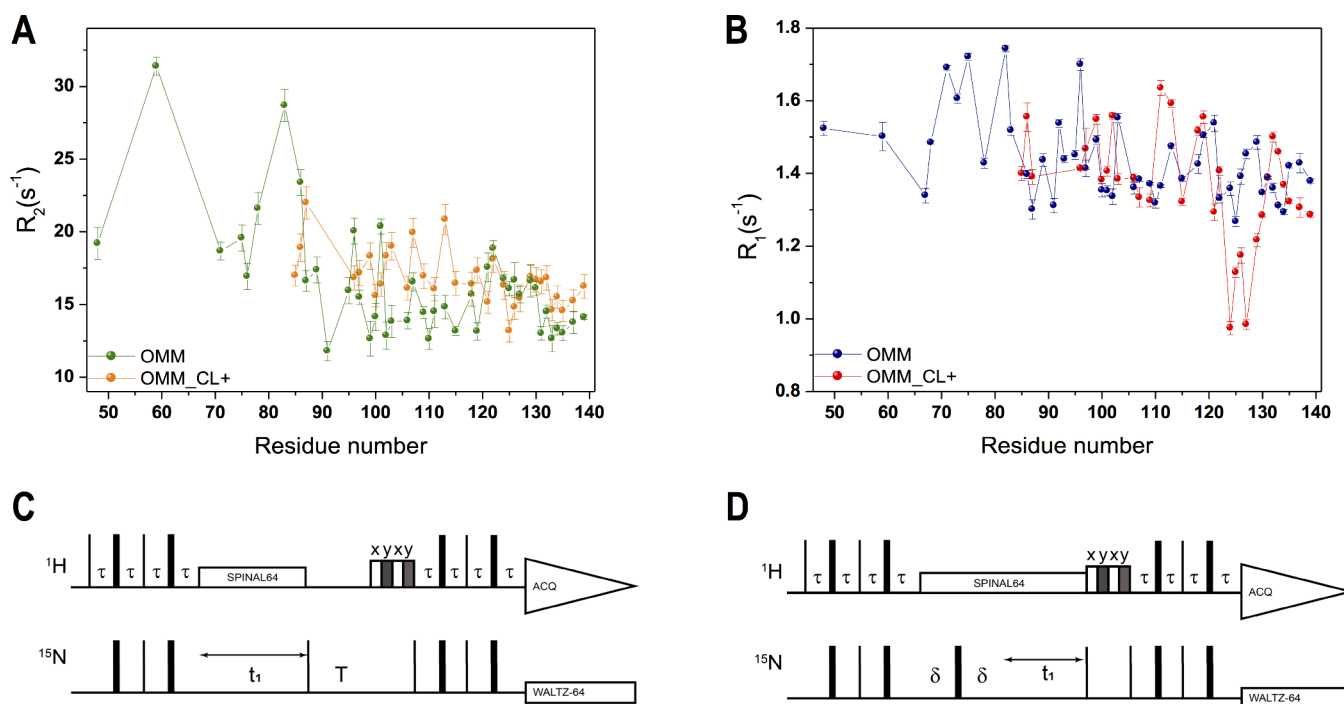 A
R2(s-1)
30
25
20
15
10
OMM
OMM_CL+
50 60 70 80 90 100 110 120 130 140
Residue number
B
R1(s-1)
1.8
1.6
1.4
1.2
1.0
0.8
OMM
OMM_CL+
50 60 70 80 90 100 110 120 130 140
Residue number
C
1H
τ τ τ τ
SPINAL64
x y x y
τ τ τ τ
ACQ
15N
t1
T
WALTZ-64
D
1H
τ τ τ τ
SPINAL64
x y x y
τ τ τ τ
ACQ
15N
δ δ
t1
WALTZ-64